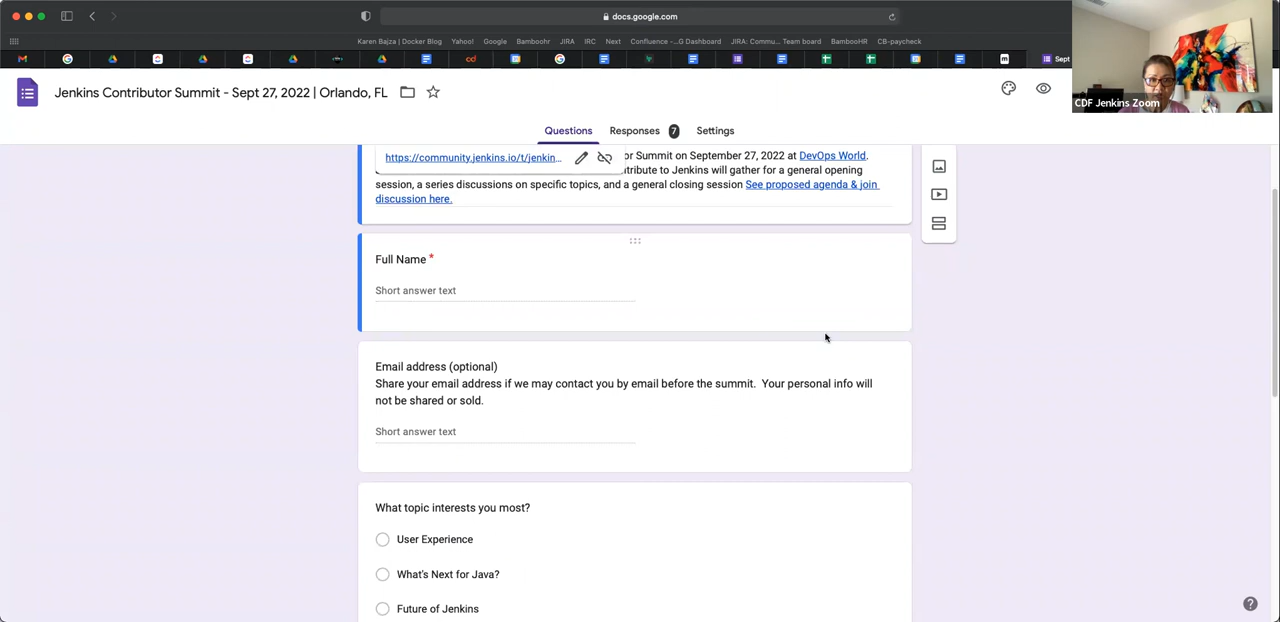 docs.google.com
Karen Bajza | Docker Blog Yahoo! Google Bamboohr JIRA IRC Next Confluence -...G Dashboard JIRA: Commu... Team board BambooHR CB-paycheck
Sept
CDF Jenkins Zoom
Jenkins Contributor Summit - Sept 27, 2022 | Orlando, FL
Questions Responses 7 Settings
https://community.jenkins.io/t/jenkin... or Summit on September 27, 2022 at DevOps World.
tribute to Jenkins will gather for a general opening
session, a series discussions on specific topics, and a general closing session See proposed agenda & join
discussion here.
Full Name *
Short answer text
Email address (optional)
Share your email address if we may contact you by email before the summit. Your personal info will
not be shared or sold.
Short answer text
What topic interests you most?
User Experience
What's Next for Java?
Future of Jenkins